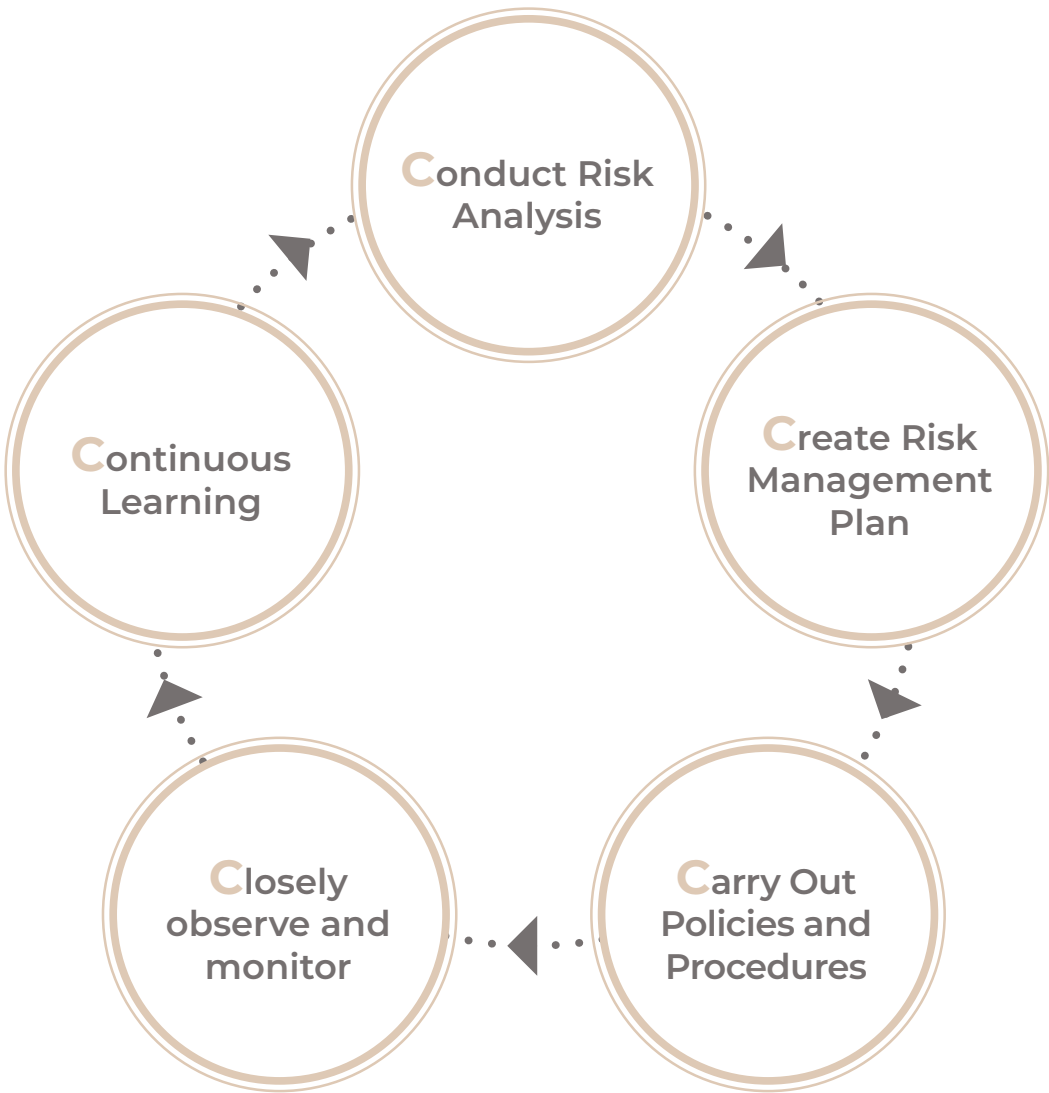 Conduct Risk
Analysis
Create Risk
Management
Plan
Carry Out
Policies and
Procedures
Closely
observe and
monitor
Continuous
Learning